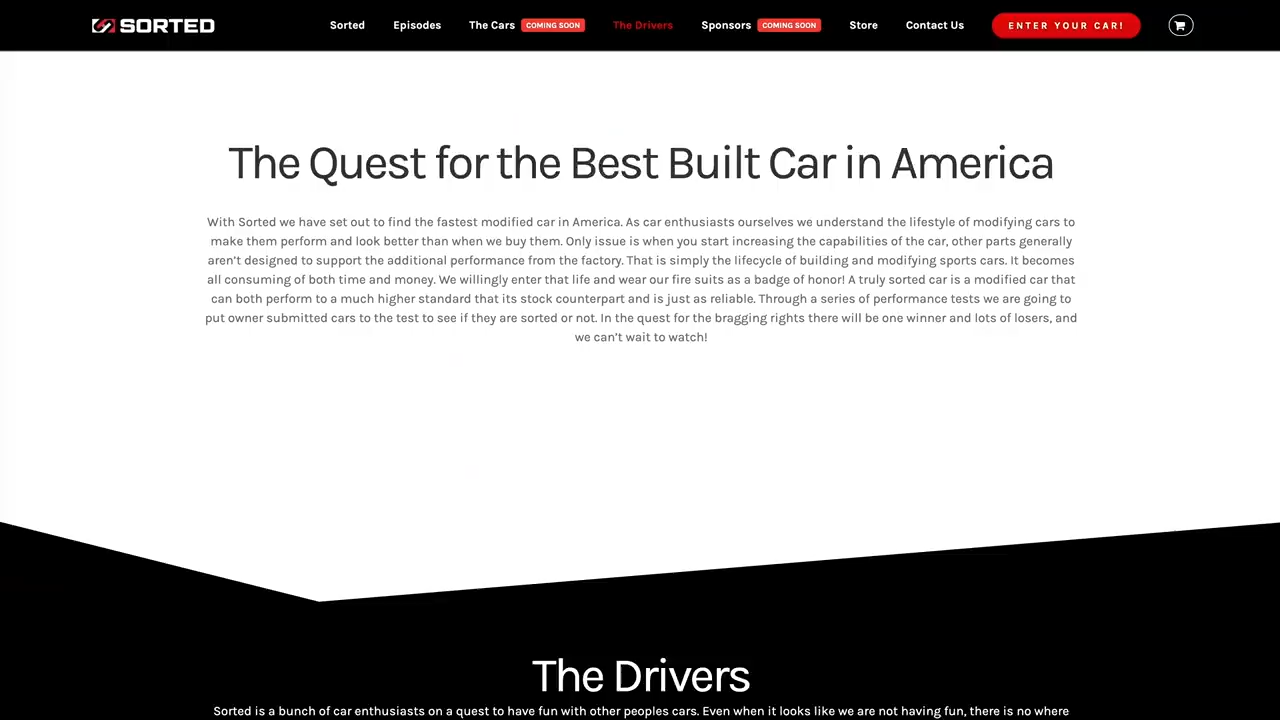 SORTED
Sorted
Episodes
The Cars
COMING SOON
The Drivers
Sponsors
COMING SOON
Store
Contact Us
ENTER YOUR CAR!
The Quest for the Best Built Car in America
With Sorted we have set out to find the fastest modified car in America. As car enthusiasts ourselves we understand the lifestyle of modifying cars to
make them perform and look better than when we buy them. Only issue is when you start increasing the capabilities of the car, other parts generally
aren’t designed to support the additional performance from the factory. That is simply the lifecycle of building and modifying sports cars. It becomes
all consuming of both time and money. We willingly enter that life and wear our fire suits as a badge of honor! A truly sorted car is a modified car that
can both perform to a much higher standard that its stock counterpart and is just as reliable. Through a series of performance tests we are going to
put owner submitted cars to the test to see if they are sorted or not. In the quest for the bragging rights there will be one winner and lots of losers, and
we can’t wait to watch!
The Drivers
Sorted is a bunch of car enthusiasts on a quest to have fun with other peoples cars. Even when it looks like we are not having fun, there is no where